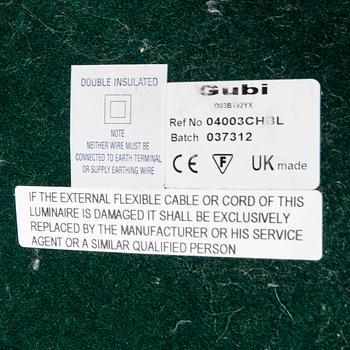 DOUBLE INSULATED
NOTE
NEITHER WIRE MUST BE
CONNECTED TO EARTH TERMINAL
OR SUPPLY EARTHING WIRE
Gubi
Ref No 04003CHBL
Batch 037312
CE F UK made
IF THE EXTERNAL FLEXIBLE CABLE OR CORD OF THIS
LUMINAIRE IS DAMAGED IT SHALL BE EXCLUSIVELY
REPLACED BY THE MANUFACTURER OR HIS SERVICE
AGENT OR A SIMILAR QUALIFIED PERSON